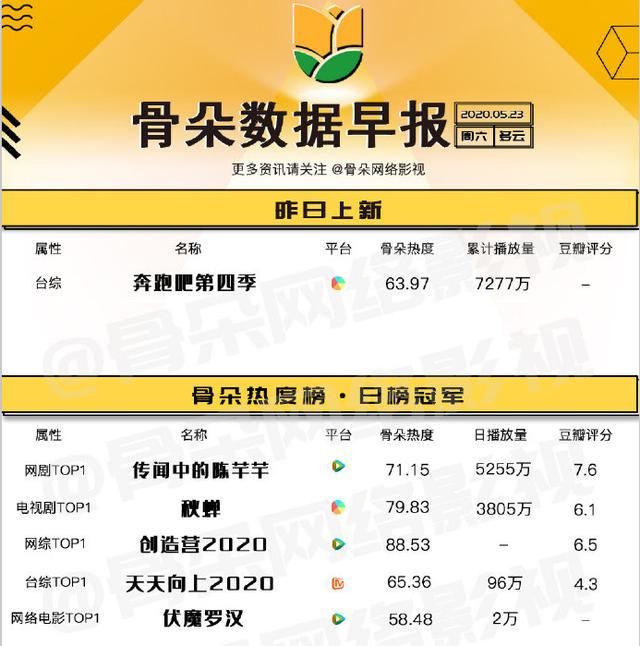 骨朵数据早报
2020.05.23
周六 多云
更多资讯请关注 @骨朵网络影视
昨日上新
属性 名称 平台 骨朵热度 累计播放量 豆瓣评分
台综 奔跑吧第四季 63.97 7277万 –
骨朵热度榜·日榜冠军
属性 名称 平台 骨朵热度 日播放量 豆瓣评分
网剧TOP1 传闻中的陈芊芊 71.15 5255万 7.6
电视剧TOP1 秋蝉 79.83 3805万 6.1
网综TOP1 创造营2020 88.53 – 6.5
台综TOP1 天天向上2020 65.36 96万 4.3
网络电影TOP1 伏魔罗汉 58.48 2万 –
@骨朵网络影视
@骨朵网络影视